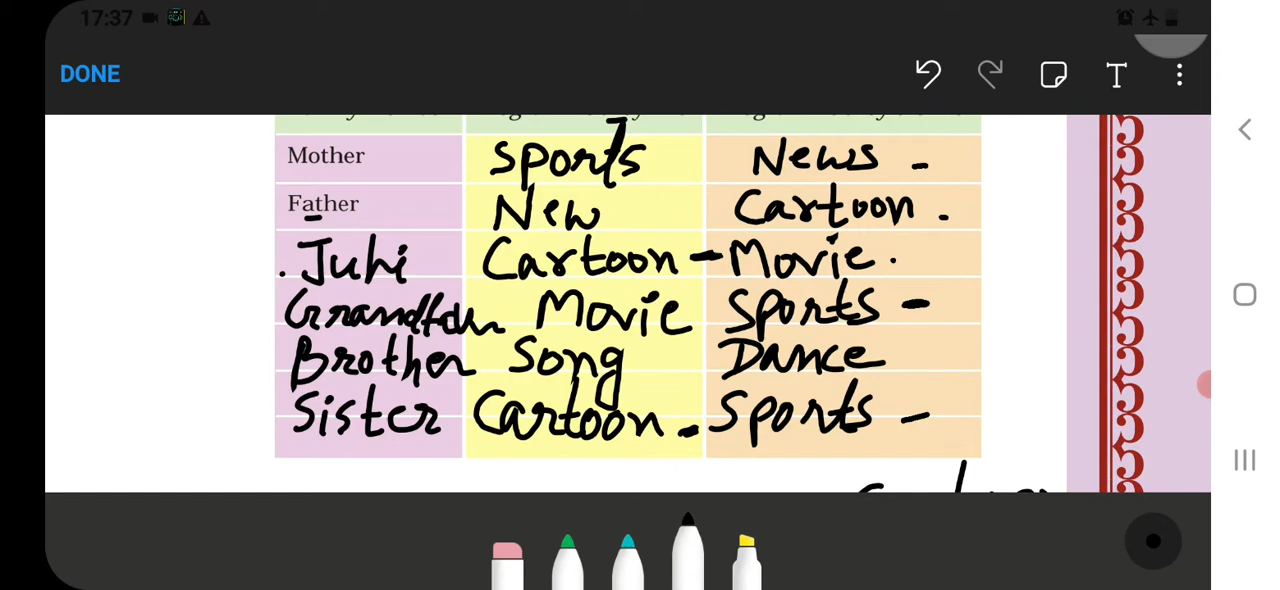 17:37
DONE T
Mother Sports News -
Father New Cartoon .
. Juhi Cartoon - Movie .
Movie Sports -
Brother Song Dance
Sister Cartoon - Sports -